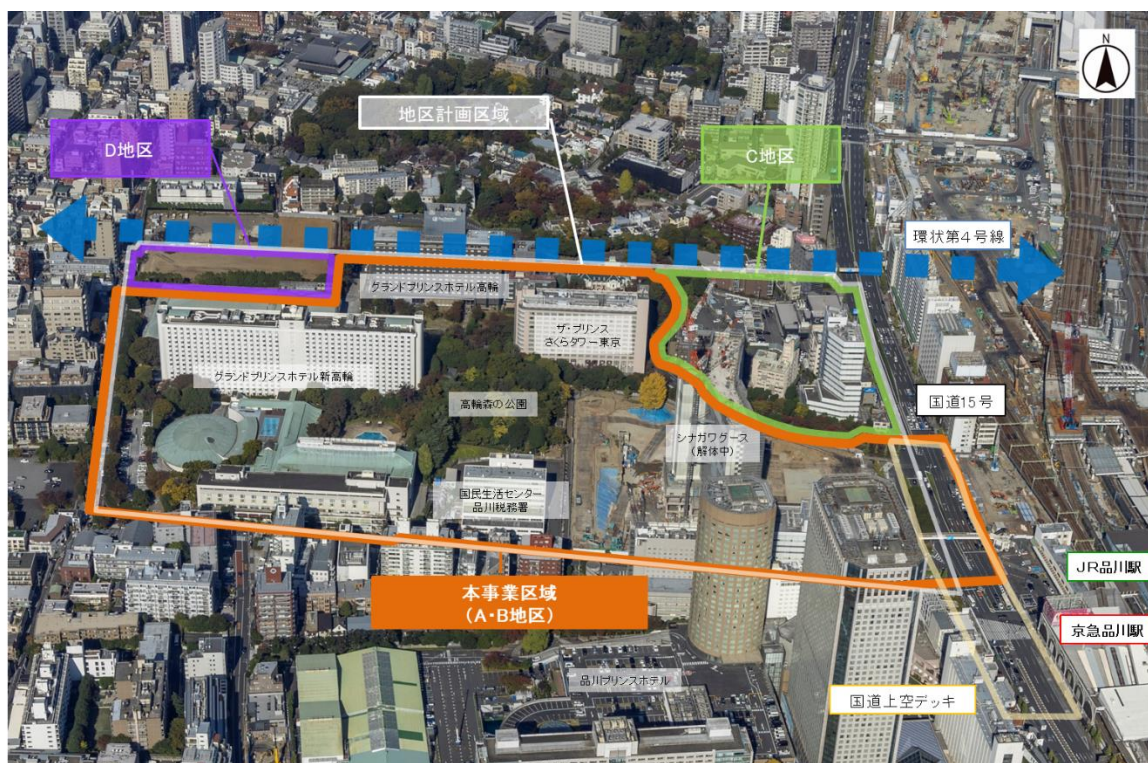 N
地区計画区域
D地区
C地区
環状第4号線
グランドプリンスホテル高輪
ザ・プリンス
さくらタワー東京
グランドプリンスホテル新高輪
高輪森の公園
国道15号
シナガワグース
(解体中)
国民生活センター
品川税務署
JR品川駅
本事業区域
(A・B地区)
京急品川駅
品川プリンスホテル
国道上空デッキ